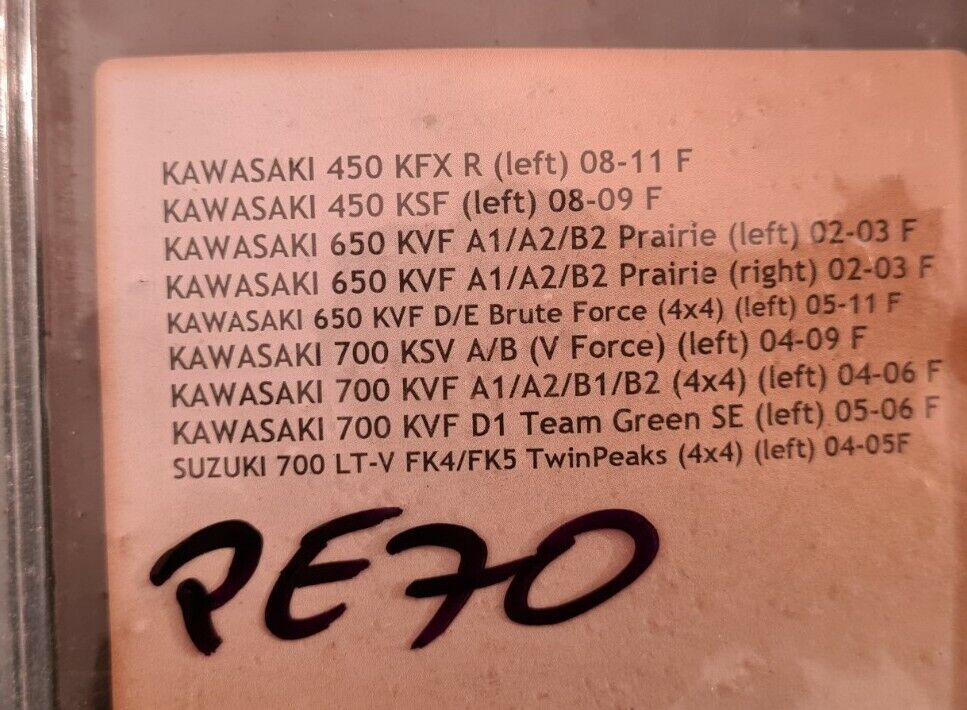 KAWASAKI 450 KFX R (left) 08-11 F
KAWASAKI 450 KSF (left) 08-09 F
KAWASAKI 650 KVF A1/A2/B2 Prairie (left) 02-03 F
KAWASAKI 650 KVF A1/A2/B2 Prairie (right) 02-03 F
KAWASAKI 650 KVF D/E Brute Force (4x4) (left) 05-11 F
KAWASAKI 700 KSV A/B (V Force) (left) 04-09 F
KAWASAKI 700 KVF A1/A2/B1/B2 (4x4) (left) 04-06 F
KAWASAKI 700 KVF D1 Team Green SE (left) 05-06 F
SUZUKI 700 LT-V FK4/FK5 TwinPeaks (4x4) (left) 04-05F
PE70